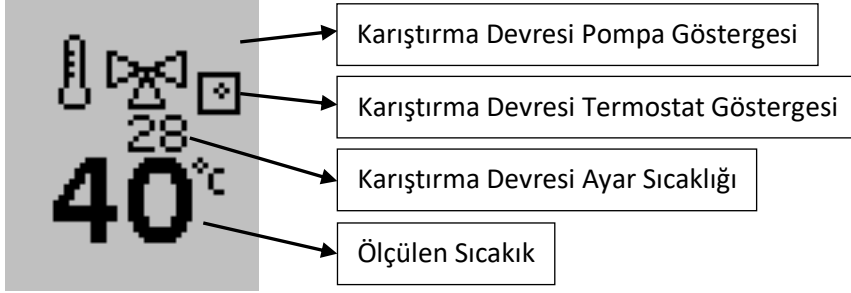 Karıştırma Devresi Pompa Göstergesi
Karıştırma Devresi Termostat Göstergesi
28
Karıştırma Devresi Ayar Sıcaklığı
40°C
Ölçülen Sıcakık